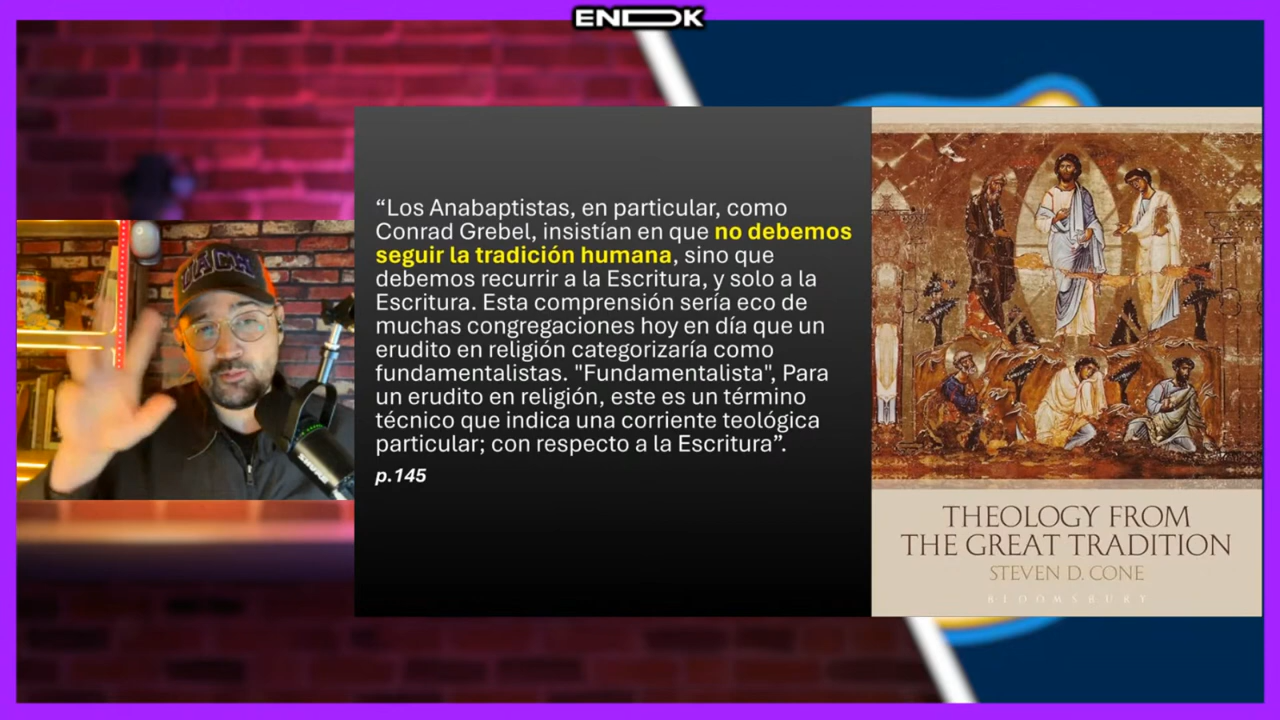 ENDOK
“Los Anabaptistas, en particular, como
Conrad Grebel, insistían en que no debemos
seguir la tradición humana, sino que
debemos recurrir a la Escritura, y solo a la
Escritura. Esta comprensión sería eco de
muchas congregaciones hoy en día que un
erudito en religión categorizaría como
fundamentalistas. "Fundamentalista", Para
un erudito en religión, este es un término
técnico que indica una corriente teológica
particular; con respecto a la Escritura”.
p.145
THEOLOGY FROM
THE GREAT TRADITION
STEVEN D. CONE
BLOOMSBURY